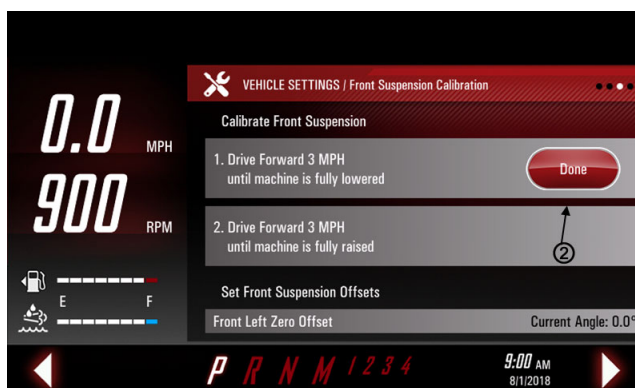 VEHICLE SETTINGS / Front Suspension Calibration
0.0 MPH
Calibrate Front Suspension
1. Drive Forward 3 MPH
until machine is fully lowered
Done
900 RPM
2. Drive Forward 3 MPH
until machine is fully raised
②
E F
Set Front Suspension Offsets
Front Left Zero Offset Current Angle: 0.0°
P R N M 1 2 3 4
9:00 AM
8/1/2018